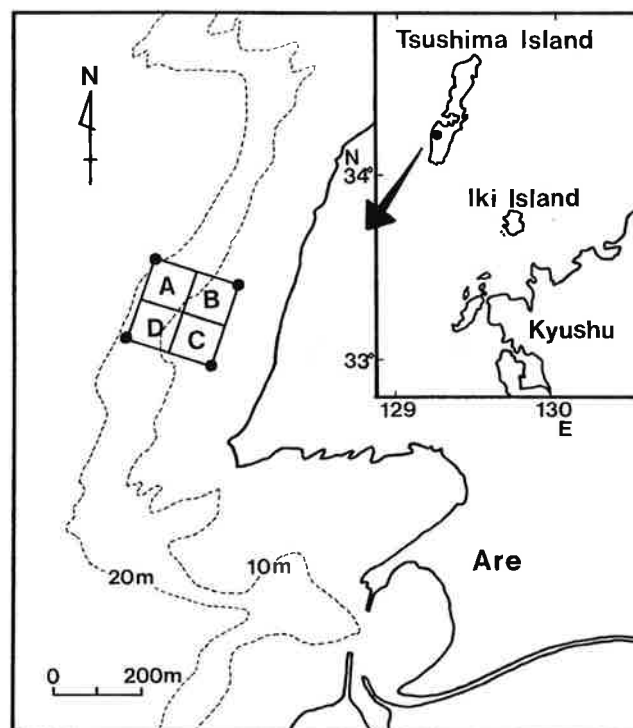 N
A
B
D
C
20m
10m
Are
0
200m
Tsushima Island
N
34°
Iki Island
Kyushu
33°
129
130
E